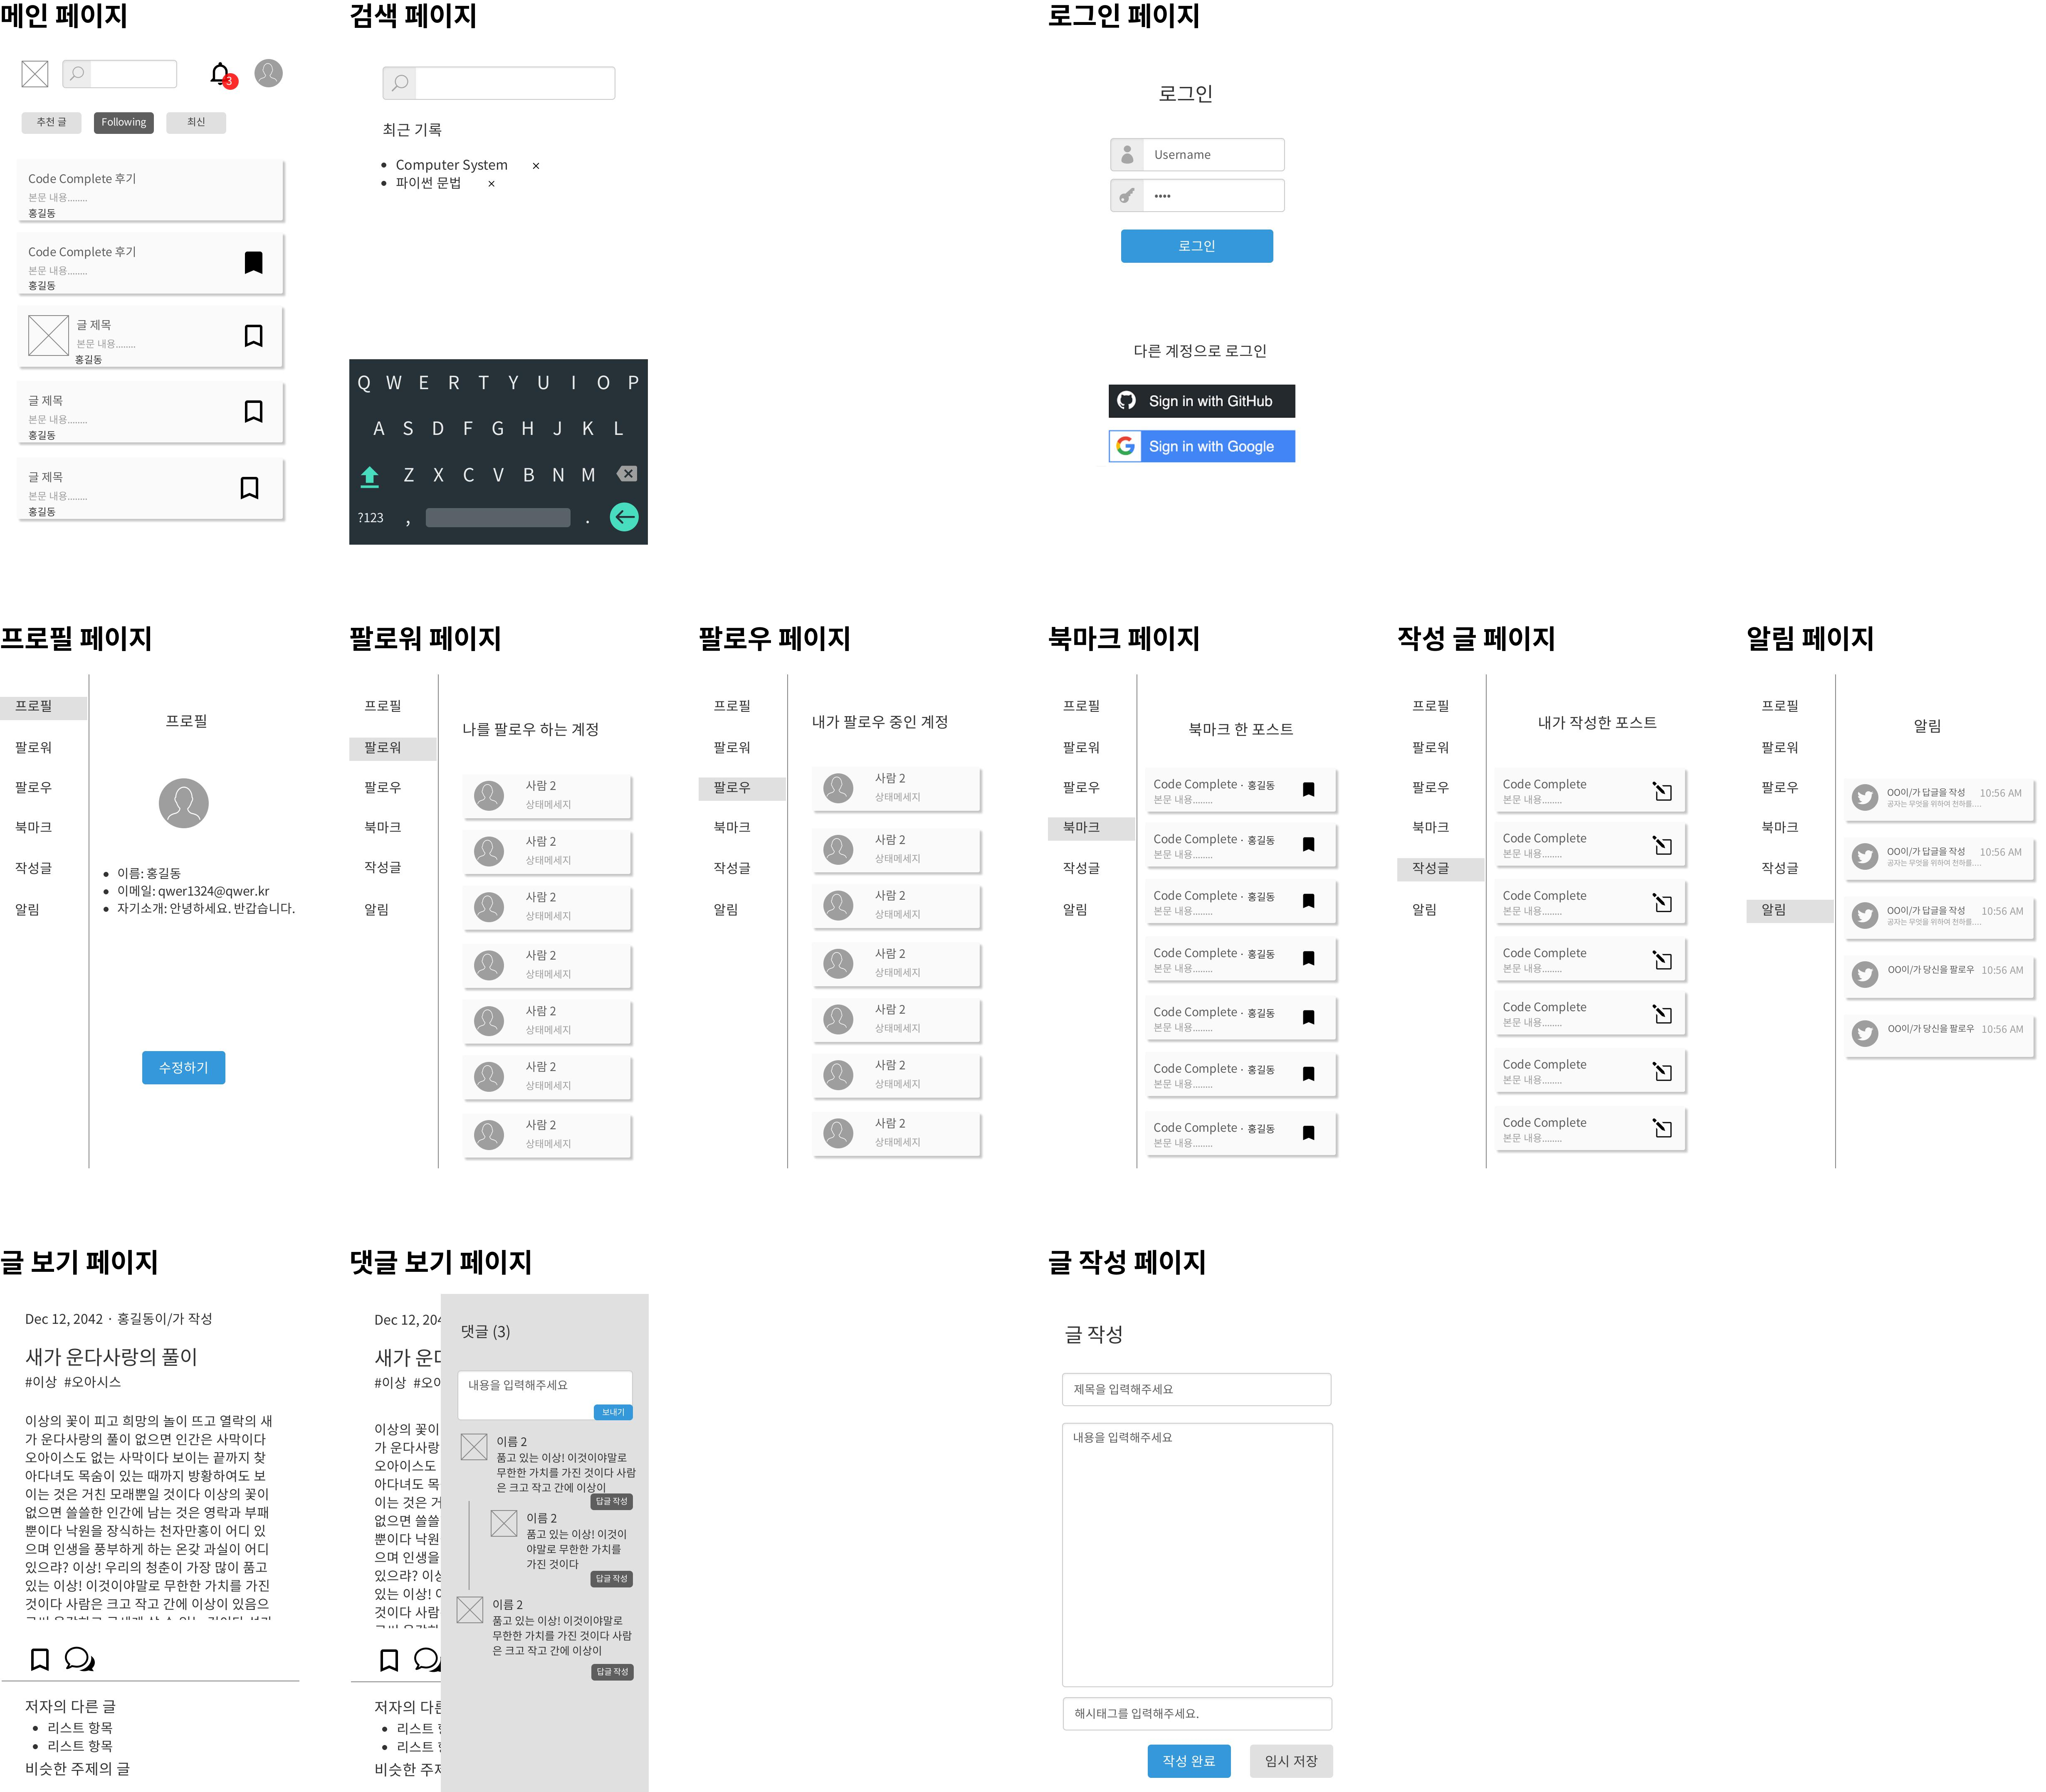 메인 페이지
3
추천 글
Following
최신
Code Complete 후기
본문 내용........
홍길동
Code Complete 후기
본문 내용........
홍길동
글 제목
본문 내용........
홍길동
글 제목
본문 내용........
홍길동
글 제목
본문 내용........
홍길동
검색 페이지
최근 기록
Computer System ×
파이썬 문법 ×
Q W E R T Y U I O P
A S D F G H J K L
Z X C V B N M
?123 , .
로그인 페이지
로그인
Username
••••
로그인
다른 계정으로 로그인
Sign in with GitHub
Sign in with Google
프로필 페이지
프로필
팔로워
팔로우
북마크
작성글
알림
프로필
이름: 홍길동
이메일: qwer1324@qwer.kr
자기소개: 안녕하세요. 반갑습니다.
수정하기
팔로워 페이지
프로필
팔로워
팔로우
북마크
작성글
알림
나를 팔로우 하는 계정
사람 2
상태메세지
사람 2
상태메세지
사람 2
상태메세지
사람 2
상태메세지
사람 2
상태메세지
사람 2
상태메세지
사람 2
상태메세지
팔로우 페이지
프로필
팔로워
팔로우
북마크
작성글
알림
내가 팔로우 중인 계정
사람 2
상태메세지
사람 2
상태메세지
사람 2
상태메세지
사람 2
상태메세지
사람 2
상태메세지
사람 2
상태메세지
사람 2
상태메세지
북마크 페이지
프로필
팔로워
팔로우
북마크
작성글
알림
북마크 한 포스트
Code Complete · 홍길동
본문 내용........
Code Complete · 홍길동
본문 내용........
Code Complete · 홍길동
본문 내용........
Code Complete · 홍길동
본문 내용........
Code Complete · 홍길동
본문 내용........
Code Complete · 홍길동
본문 내용........
Code Complete · 홍길동
본문 내용........
작성 글 페이지
프로필
팔로워
팔로우
북마크
작성글
알림
내가 작성한 포스트
Code Complete
본문 내용........
Code Complete
본문 내용........
Code Complete
본문 내용........
Code Complete
본문 내용........
Code Complete
본문 내용........
Code Complete
본문 내용........
Code Complete
본문 내용........
알림 페이지
프로필
팔로워
팔로우
북마크
작성글
알림
알림
OO이/가 답글을 작성 10:56 AM
공자는 무엇을 위하여 천하를....
OO이/가 답글을 작성 10:56 AM
공자는 무엇을 위하여 천하를....
OO이/가 답글을 작성 10:56 AM
공자는 무엇을 위하여 천하를....
OO이/가 당신을 팔로우 10:56 AM
OO이/가 당신을 팔로우 10:56 AM
글 보기 페이지
Dec 12, 2042 · 홍길동이/가 작성
새가 운다사랑의 풀이
#이상 #오아시스
이상의 꽃이 피고 희망의 놀이 뜨고 열락의 새
가 운다사랑의 풀이 없으면 인간은 사막이다
오아이스도 없는 사막이다 보이는 끝까지 찾
아다녀도 목숨이 있는 때까지 방황하여도 보
이는 것은 거친 모래뿐일 것이다 이상의 꽃이
없으면 쓸쓸한 인간에 남는 것은 영락과 부패
뿐이다 낙원을 장식하는 천자만홍이 어디 있
으며 인생을 풍부하게 하는 온갖 과실이 어디
있으랴? 이상! 우리의 청춘이 가장 많이 품고
있는 이상! 이것이야말로 무한한 가치를 가진
것이다 사람은 크고 작고 간에 이상이 있음으
저자의 다른 글
리스트 항목
리스트 항목
비슷한 주제의 글
댓글 보기 페이지
Dec 12, 204
새가 운
#이상 #오
이상의 꽃이
가 운다사랑
오아이스도
아다녀도 목
이는 것은 거
없으면 쓸쓸
뿐이다 낙원
으며 인생을
있으랴? 이상
있는 이상!
것이다 사람
저자의 다른
리스트
리스트
비슷한 주제
댓글 (3)
내용을 입력해주세요
보내기
이름 2
품고 있는 이상! 이것이야말로
무한한 가치를 가진 것이다 사람
은 크고 작고 간에 이상이
답글 작성
이름 2
품고 있는 이상! 이것이
야말로 무한한 가치를
가진 것이다
답글 작성
이름 2
품고 있는 이상! 이것이야말로
무한한 가치를 가진 것이다 사람
은 크고 작고 간에 이상이
답글 작성
글 작성 페이지
글 작성
제목을 입력해주세요
내용을 입력해주세요
해시태그를 입력해주세요.
작성 완료
임시 저장